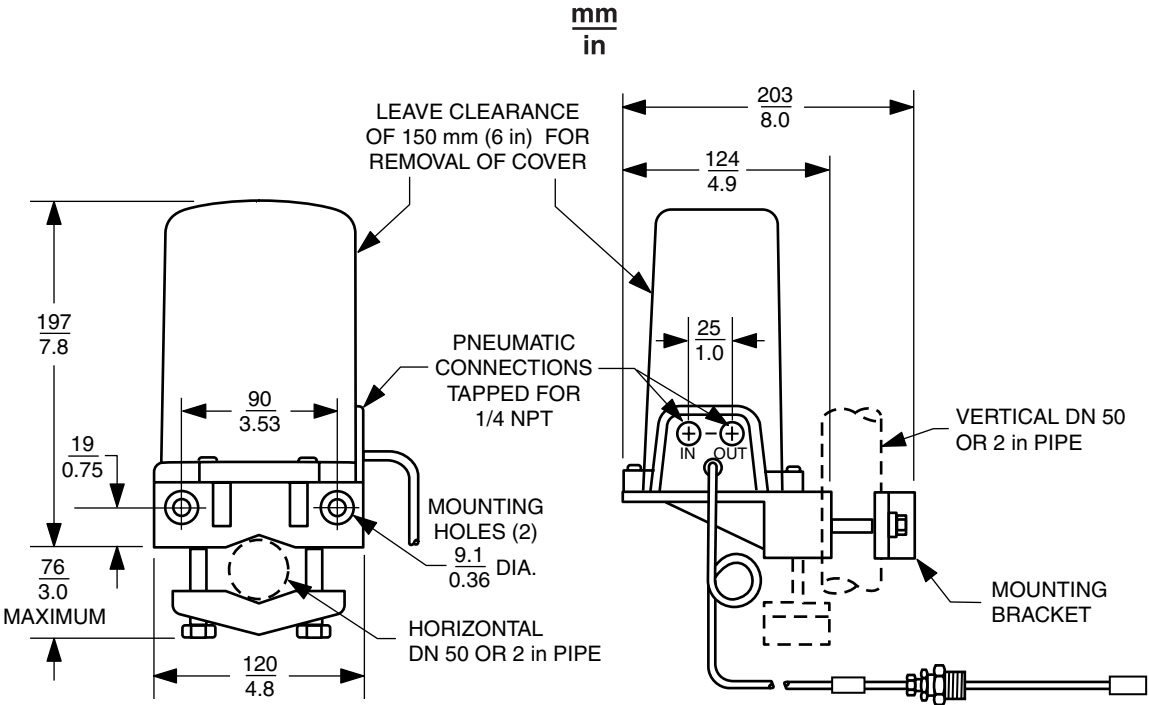 mm
in
LEAVE CLEARANCE
OF 150 mm (6 in) FOR
REMOVAL OF COVER
203
8.0
124
4.9
197
7.8
25
1.0
PNEUMATIC
CONNECTIONS
TAPPED FOR
1/4 NPT
90
3.53
VERTICAL DN 50
OR 2 in PIPE
19
0.75
IN
OUT
MOUNTING
HOLES (2)
9.1
0.36
DIA.
76
3.0
MAXIMUM
MOUNTING
BRACKET
HORIZONTAL
DN 50 OR 2 in PIPE
120
4.8